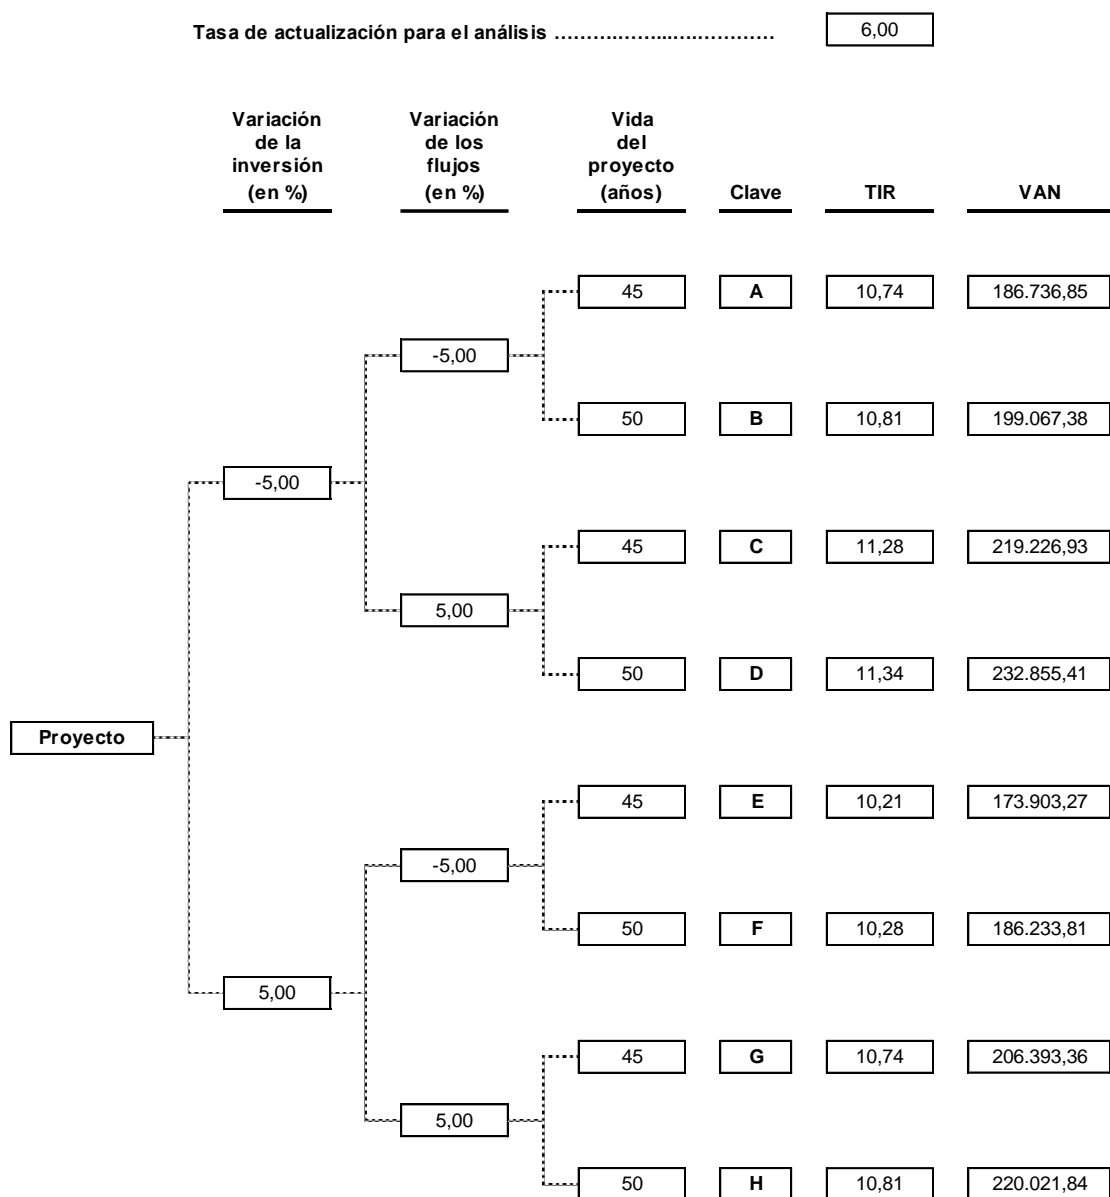 Tasa de actualización para el análisis ……….……...….………… 6,00
Variación Variación Vida
de la de los del
inversión flujos proyecto
(en %) (en %) (años) Clave TIR VAN
45 A 10,74 186.736,85
-5,00
50 B 10,81 199.067,38
-5,00
45 C 11,28 219.226,93
5,00
50 D 11,34 232.855,41
Proyecto
45 E 10,21 173.903,27
-5,00
50 F 10,28 186.233,81
5,00
45 G 10,74 206.393,36
5,00
50 H 10,81 220.021,84